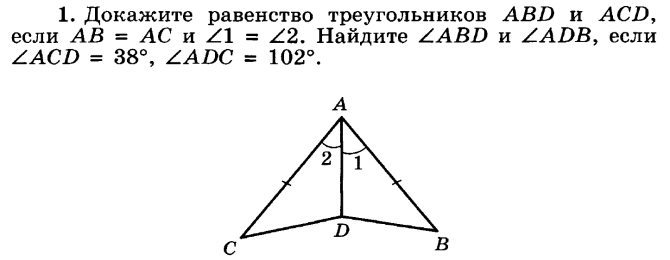 1. Докажите равенство треугольников ABD и ACD,
если AB = AC и ∠1 = ∠2. Найдите ∠ABD и ∠ADB, если
∠ACD = 38°, ∠ADC = 102°.
A
2 1
C D B